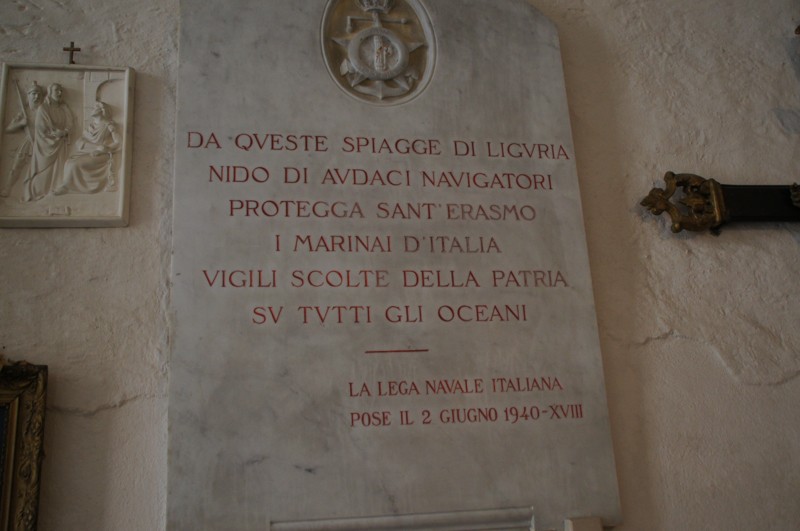 DA QVESTE SPIAGGE DI LIGVRIA
NIDO DI AVDACI NAVIGATORI
PROTEGGA SANT'ERASMO
I MARINAI D'ITALIA
VIGILI SCOLTE DELLA PATRIA
SV TVTTI GLI OCEANI
LA LEGA NAVALE ITALIANA
POSE IL 2 GIUGNO 1940-XVIII